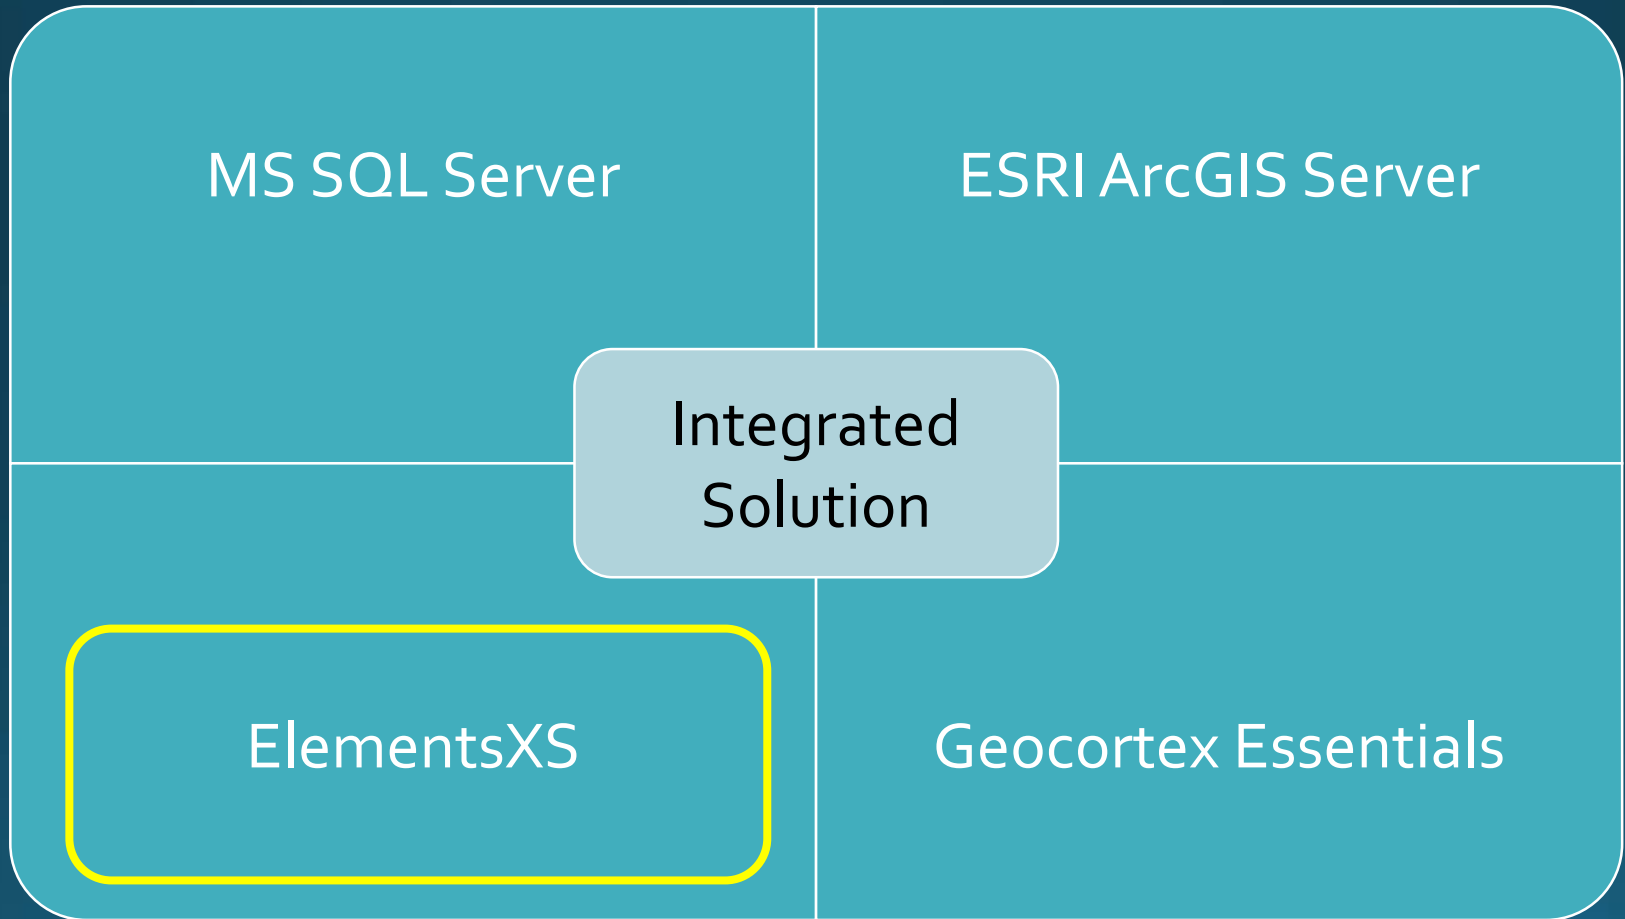 MS SQL Server
ESRI ArcGIS Server
Integrated
Solution
ElementsXS
Geocortex Essentials